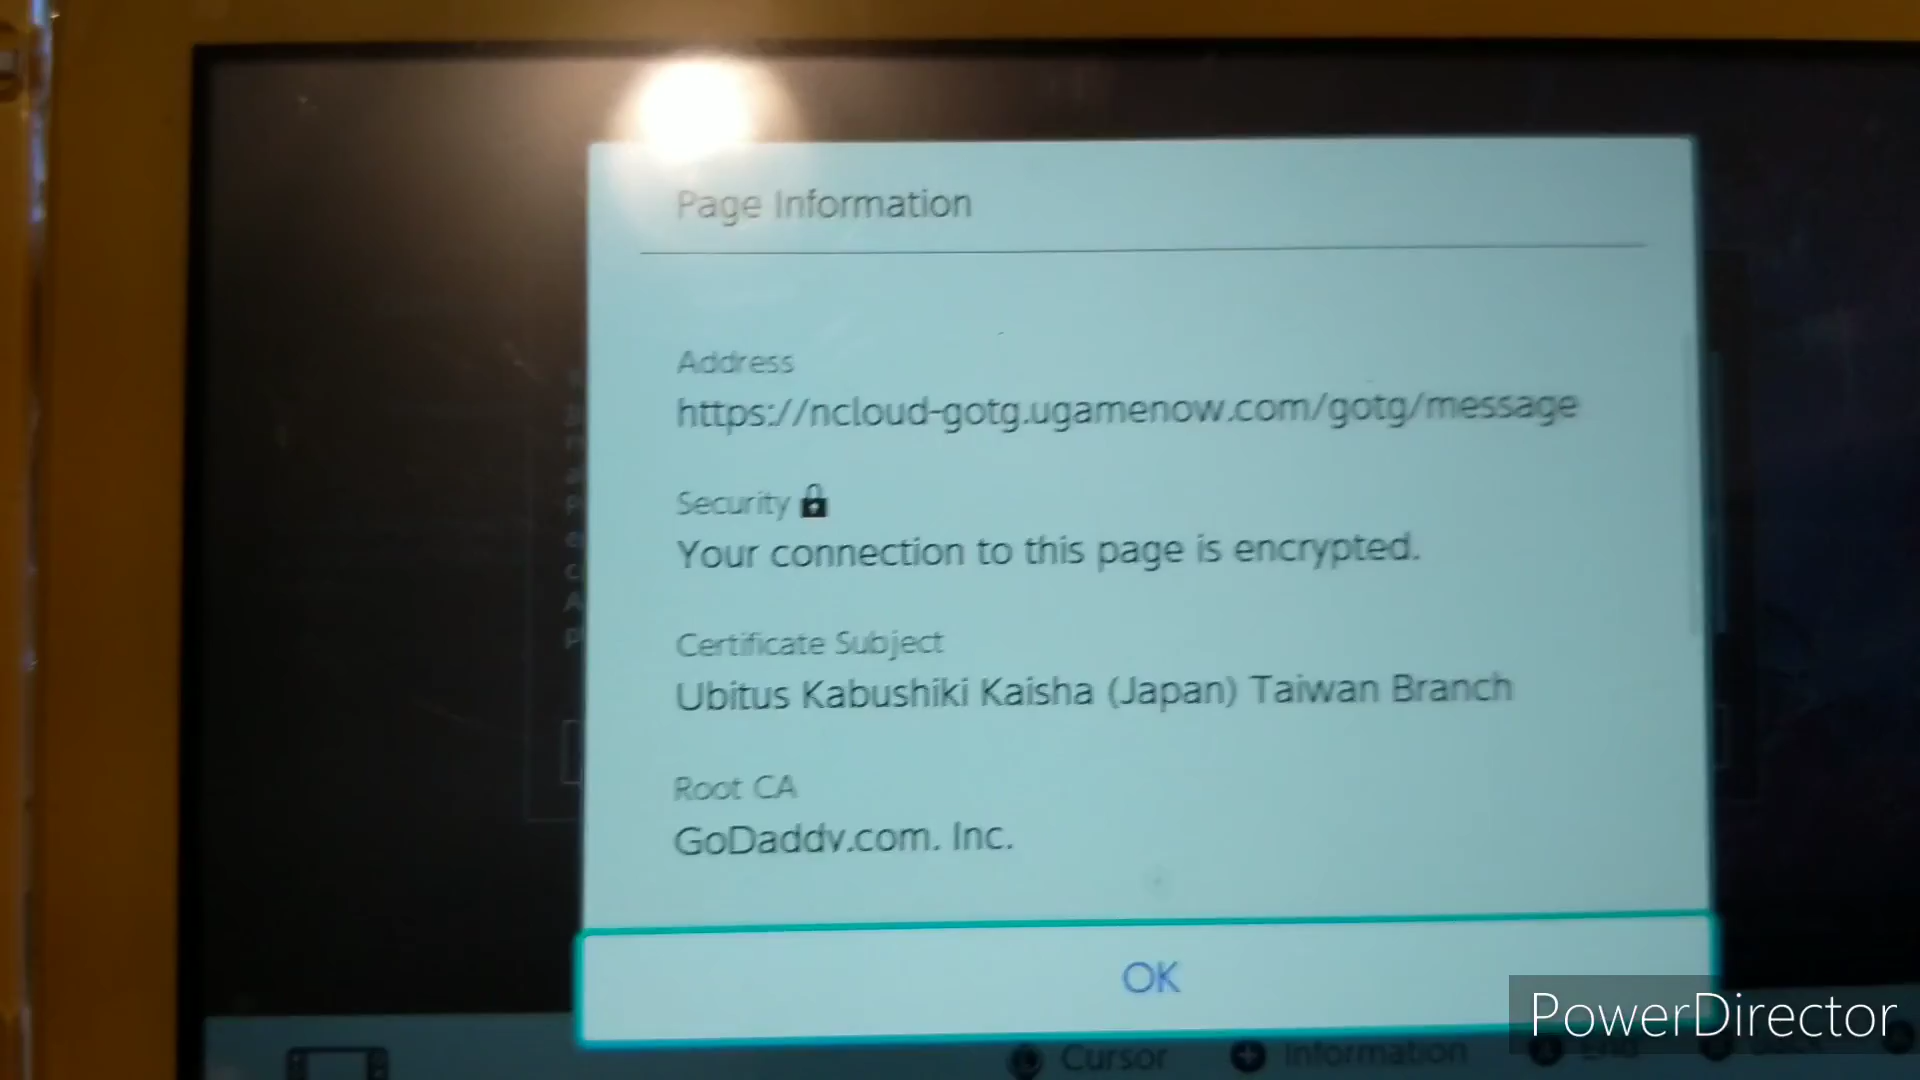 Page Information
Address
https://ncloud-gotg.ugamenow.com/gotg/message
Security
Your connection to this page is encrypted.
Certificate Subject
Ubitus Kabushiki Kaisha (Japan) Taiwan Branch
Root CA
GoDaddy.com. Inc.
OK
PowerDirector
Cursor
Information